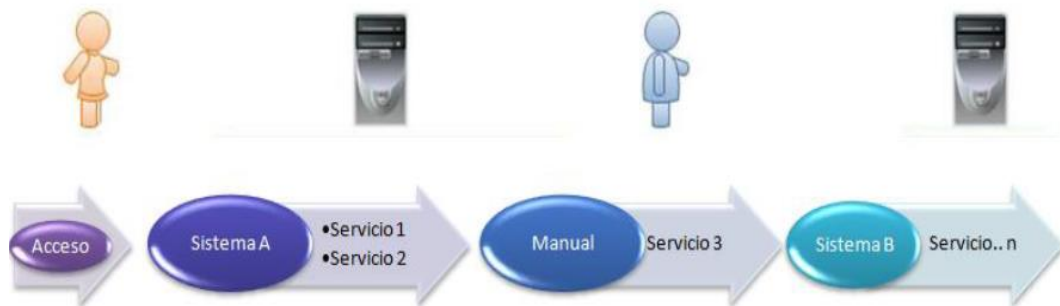 Acceso
Sistema A
•Servicio 1
•Servicio 2
Manual
Servicio 3
Sistema B
Servicio.. n